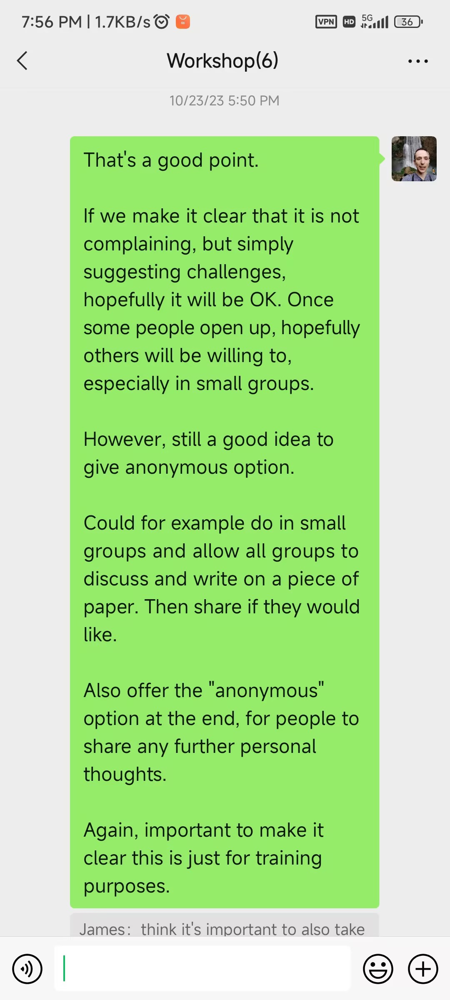 7:56 PM | 1.7KB/s
VPN HD 5G 36
Workshop(6)
10/23/23 5:50 PM
That's a good point.
If we make it clear that it is not
complaining, but simply
suggesting challenges,
hopefully it will be OK. Once
some people open up, hopefully
others will be willing to,
especially in small groups.
However, still a good idea to
give anonymous option.
Could for example do in small
groups and allow all groups to
discuss and write on a piece of
paper. Then share if they would
like.
Also offer the "anonymous"
option at the end, for people to
share any further personal
thoughts.
Again, important to make it
clear this is just for training
purposes.
James: think it's important to also take